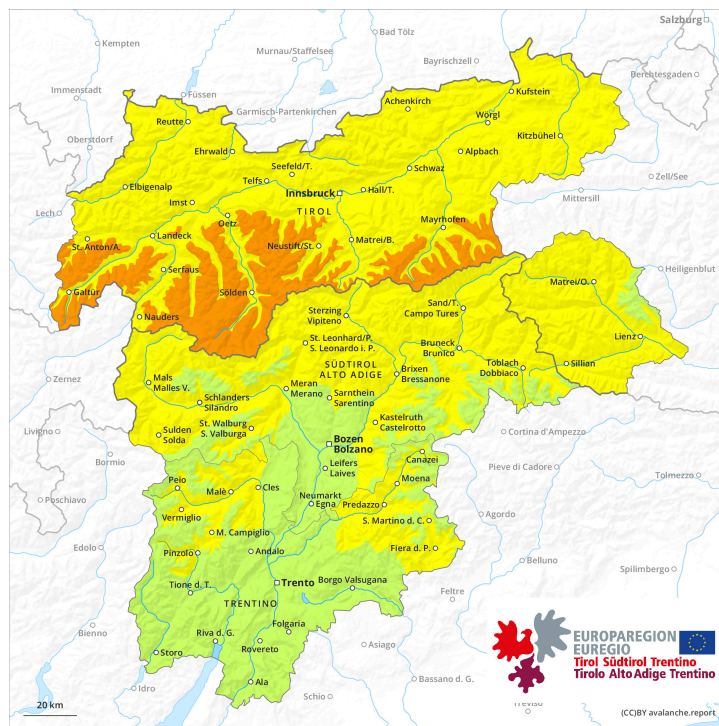 Salzburg
Kempten
Bad Tölz
Murnau/Staffelsee
Bayrischzell
Berchtesgaden
Immenstadt
Füssen
Achenkirch
Kufstein
Garmisch-Partenkirchen
Reutte
Wörgl
Oberstdorf
Kitzbühel
Ehrwald
Alpbach
Seefeld/T.
Schwaz
Telfs
Zell/See
Elbigenalp
Innsbruck
Hall/T.
Mittersill
Imst
TIROL
Lech
Oetz
Mayrhofen
St. Anton/A.
Landeck
Neustift/St.
Matrei/B.
Serfaus
Heiligenblut
Galtür
Sölden
Matrei/O.
Nauders
Sterzing
Vipiteno
Sand/T.
Campo Tures
Lienz
St. Leonhard/P.
S. Leonardo i. P.
Bruneck
Brunico
Sillian
SÜDTIROL
ALTO ADIGE
Toblach
Dobbiaco
Brixen
Bressanone
Zernez
Mals
Malles V.
Meran
Merano
Schlanders
Silandro
Sarnthein
Sarentino
Kastelruth
Castelrotto
St. Walburg
S. Valburga
Sulden
Solda
Livigno
Cortina d'Ampezzo
Bozen
Bolzano
Bormio
Canazei
Pieve di Cadore
Leifers
Laives
Tolmezzo
Peio
Moena
Malè
Cles
Neumarkt
Egna
Predazzo
Poschiavo
Vermiglio
S. Martino d. C.
Agordo
M. Campiglio
Edolo
Pinzolo
Andalo
Fiera d. P.
Belluno
Spilimbergo
Tione d. T.
Trento
Borgo Valsugana
Feltre
TRENTINO
Folgaria
Bienno
Riva d. G.
Storo
Rovereto
Asiago
Ala
Idro
Schio
Bassano d. G.
Treviso
EUROPAREGION
EUREGIO
Tirol Südtirol Trentino
Tirolo Alto Adige Trentino
20 km
(CC)BY avalanche.report